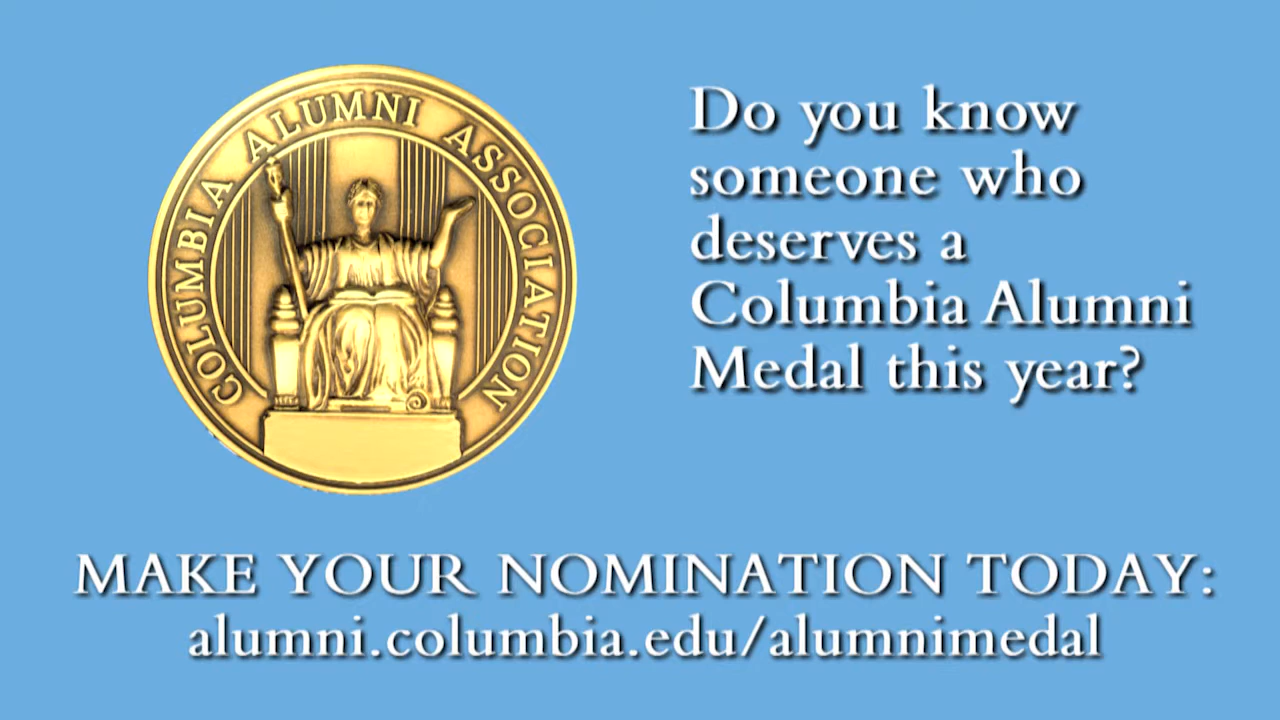 COLUMBIA ALUMNI ASSOCIATION
Do you know
someone who
deserves a
Columbia Alumni
Medal this year?
MAKE YOUR NOMINATION TODAY:
alumni.columbia.edu/alumnimedal